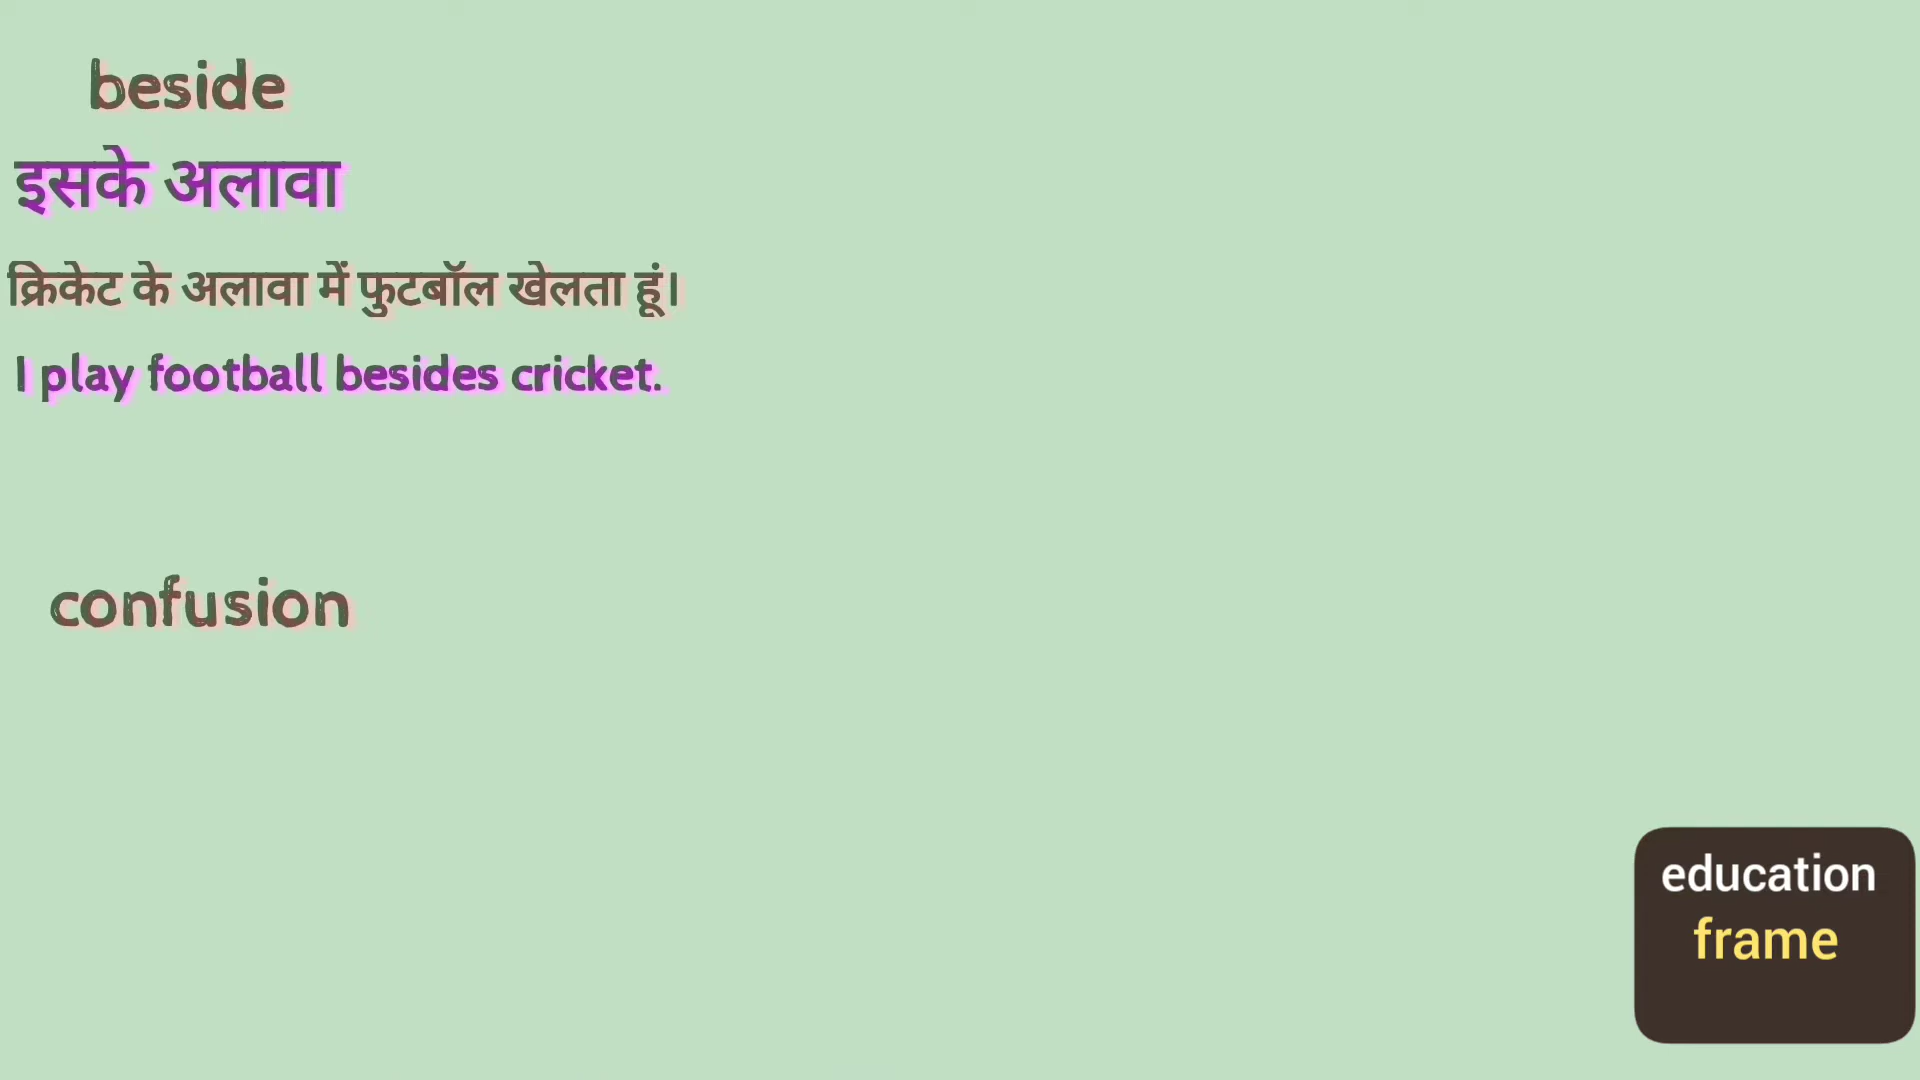 beside
इसके अलावा
क्रिकेट के अलावा में फुटबॉल खेलता हूं।
I play football besides cricket.
confusion
education
frame